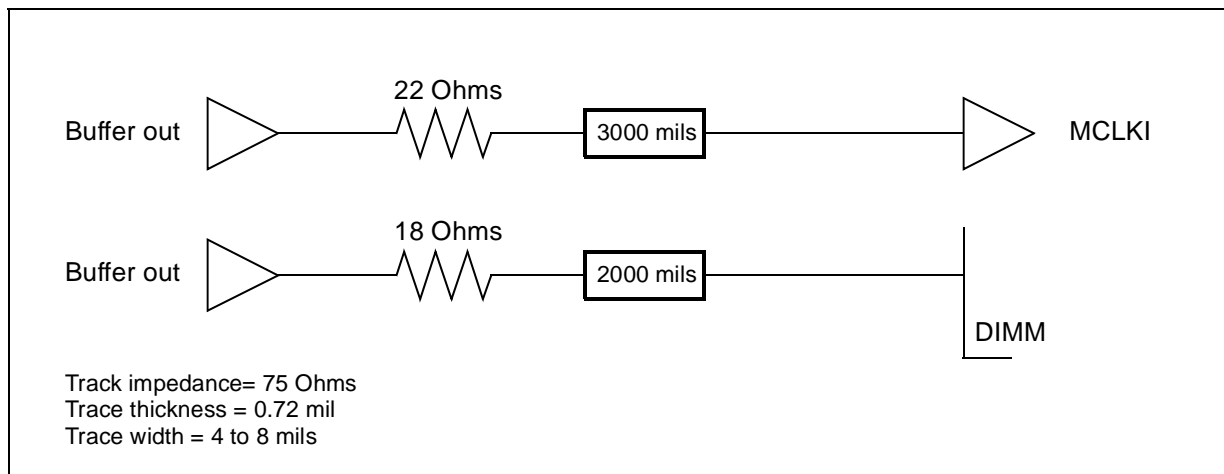 22 Ohms
Buffer out
3000 mils
MCLKI
18 Ohms
Buffer out
2000 mils
DIMM
Track impedance= 75 Ohms
Trace thickness = 0.72 mil
Trace width = 4 to 8 mils